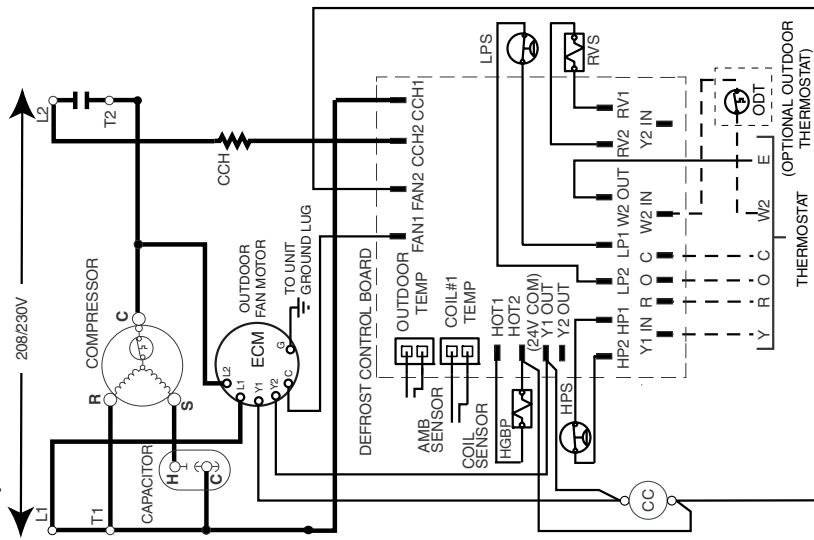 208/230V
L1
L2
T1
T2
CAPACITOR
H
C
COMPRESSOR
R
S
C
CCH
OUTDOOR
FAN MOTOR
ECM
L2
L1
Y1
Y2
C
G
TO UNIT
GROUND LUG
DEFROST CONTROL BOARD
FAN1
FAN2
CCH2
CCH1
OUTDOOR
TEMP
AMB
SENSOR
COIL#1
TEMP
COIL
SENSOR
HOT1
HOT2
(24V COM)
Y1 OUT
Y2 OUT
HGBP
HPS
LPS
RVS
CC
HP2
HP1
LP2
LP1
W2 OUT
RV2
RV1
Y1 IN
R
O
C
W2 IN
Y2 IN
Y
R
O
C
W2
E
THERMOSTAT
ODT
(OPTIONAL OUTDOOR
THERMOSTAT)